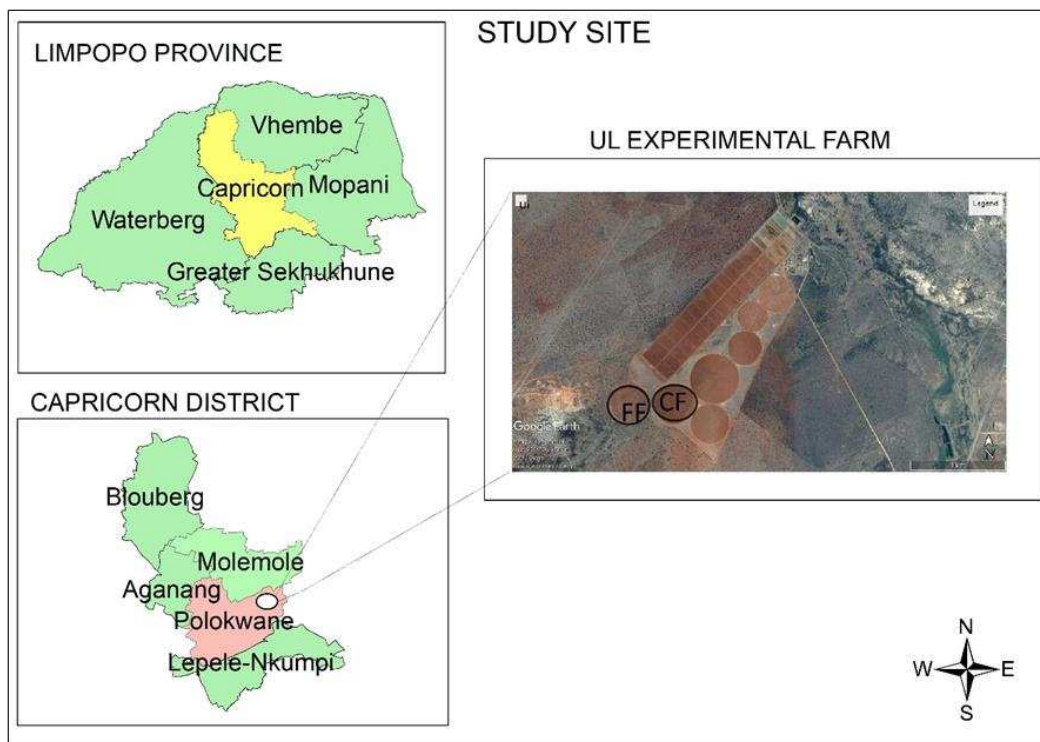 STUDY SITE
LIMPOPO PROVINCE
Vhembe
Capricorn
Mopani
Waterberg
Greater Sekhukhune
UL EXPERIMENTAL FARM
Legend
FF
CF
Google Earth
N
CAPRICORN DISTRICT
Blouberg
Molemole
Aganang
Polokwane
Lepele-Nkumpi
N
W
E
S